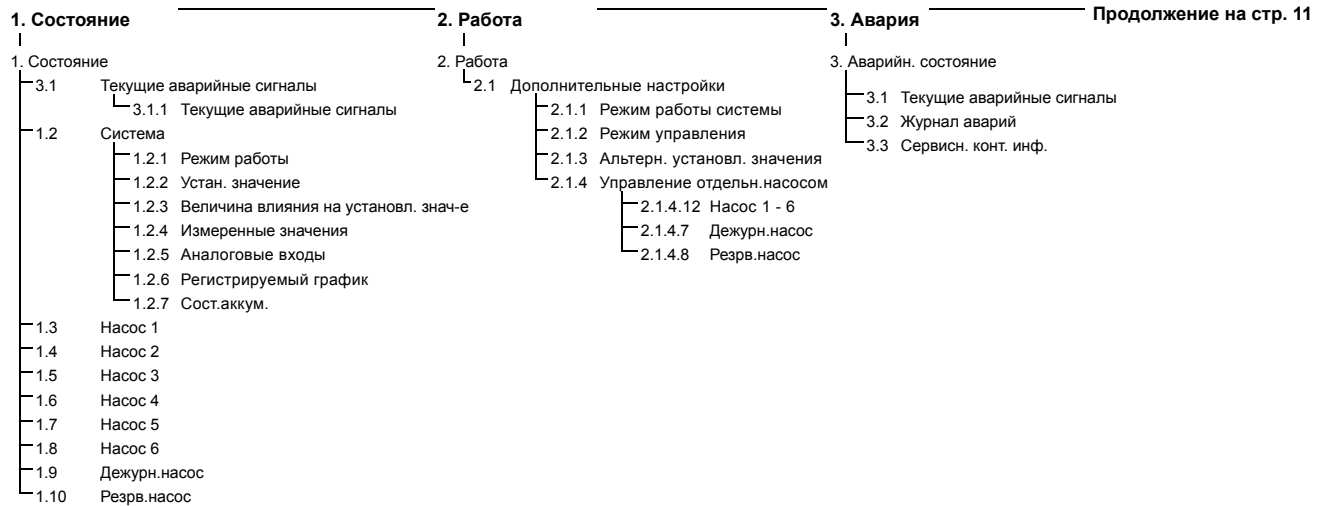 1. Состояние
2. Работа
3. Авария
Продолжение на стр. 11
1. Состояние
3.1 Текущие аварийные сигналы
3.1.1 Текущие аварийные сигналы
1.2 Система
1.2.1 Режим работы
1.2.2 Устан. значение
1.2.3 Величина влияния на установл. знач-е
1.2.4 Измеренные значения
1.2.5 Аналоговые входы
1.2.6 Регистрируемый график
1.2.7 Сост.аккум.
1.3 Насос 1
1.4 Насос 2
1.5 Насос 3
1.6 Насос 4
1.7 Насос 5
1.8 Насос 6
1.9 Дежурн.насос
1.10 Резрв.насос
2. Работа
2.1 Дополнительные настройки
2.1.1 Режим работы системы
2.1.2 Режим управления
2.1.3 Альтерн. установл. значения
2.1.4 Управление отдельн.насосом
2.1.4.12 Насос 1 - 6
2.1.4.7 Дежурн.насос
2.1.4.8 Резрв.насос
3. Аварийн. состояние
3.1 Текущие аварийные сигналы
3.2 Журнал аварий
3.3 Сервисн. конт. инф.